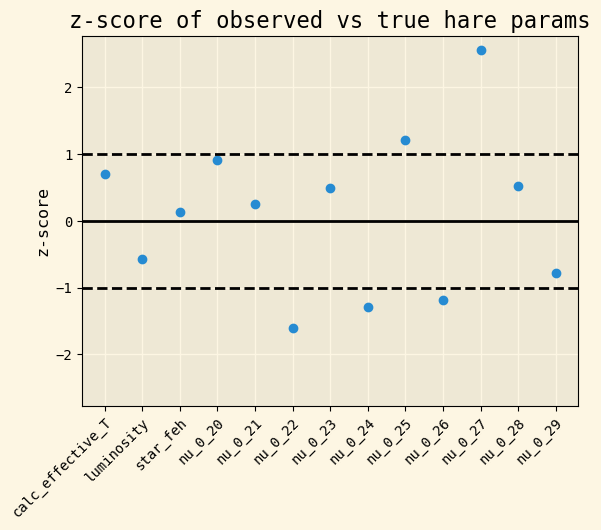 z-score of observed vs true hare params
z-score
2
1
0
−1
−2
calc_effective_T
luminosity
star_feh
nu_0_20
nu_0_21
nu_0_22
nu_0_23
nu_0_24
nu_0_25
nu_0_26
nu_0_27
nu_0_28
nu_0_29